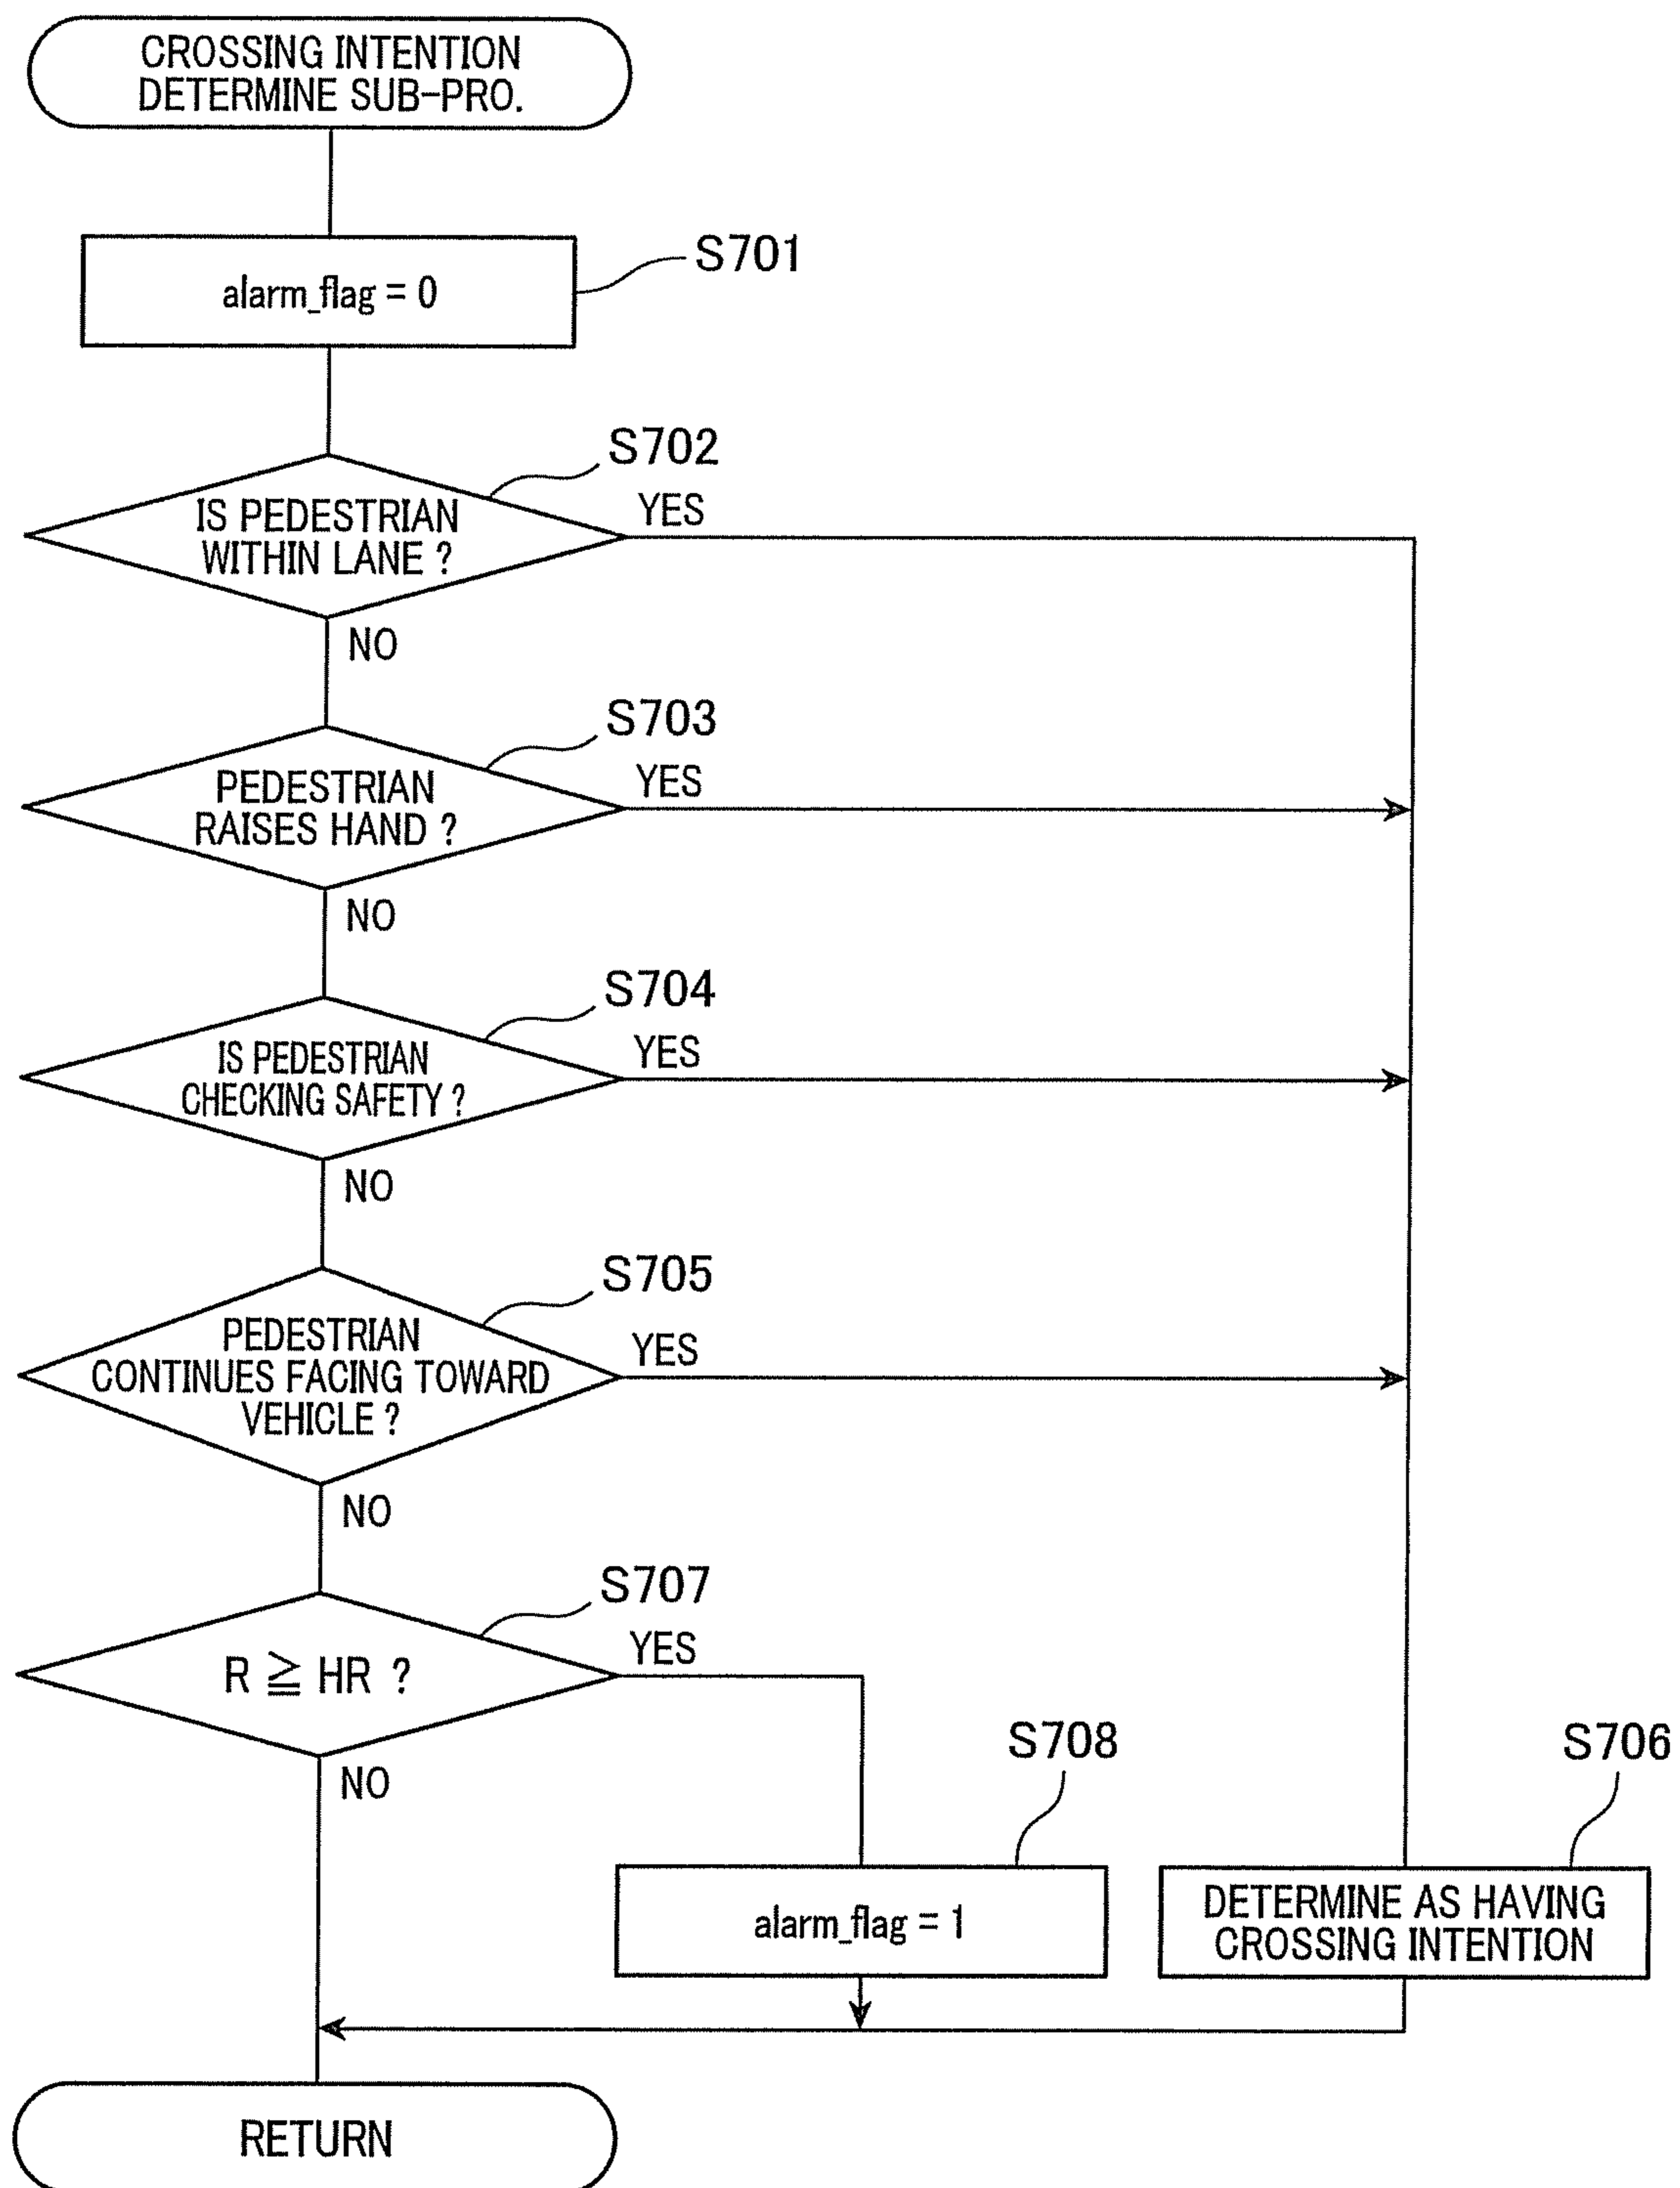 CROSSING INTENTION
DETERMINE SUB-PRO.
alarm_flag = 0
S701
S702
IS PEDESTRIAN
WITHIN LANE ?
YES
NO
S703
PEDESTRIAN
RAISES HAND ?
YES
NO
S704
IS PEDESTRIAN
CHECKING SAFETY ?
YES
NO
S705
PEDESTRIAN
CONTINUES FACING TOWARD
VEHICLE ?
YES
NO
S707
R ≧ HR ?
YES
NO
S708
alarm_flag = 1
S706
DETERMINE AS HAVING
CROSSING INTENTION
RETURN